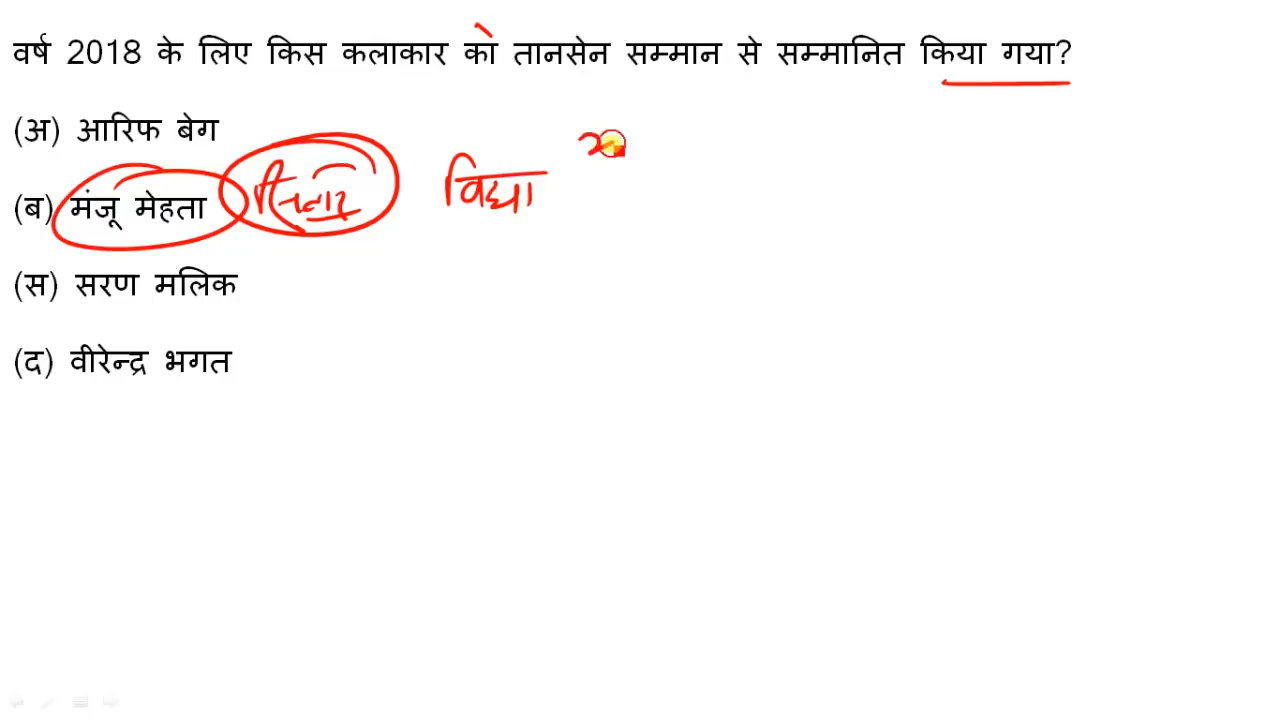 वर्ष 2018 के लिए किस कलाकार को तानसेन सम्मान से सम्मानित किया गया?
(अ) आरिफ बेग
(ब) मंजू मेहता सितार विद्या
(स) सरण मलिक
(द) वीरेन्द्र भगत